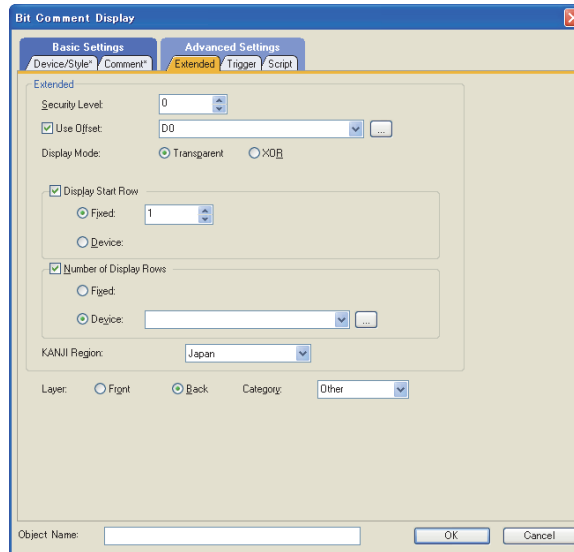 Bit Comment Display
Basic Settings Advanced Settings
Device/Style* Comment* Extended Trigger Script
Extended
Security Level: 0
Use Offset: D0 ...
Display Mode: Transparent XOR
Display Start Row
Fixed: 1
Device:
Number of Display Rows
Fixed:
Device: ...
KANJI Region: Japan
Layer: Front Back Category: Other
Object Name: OK Cancel